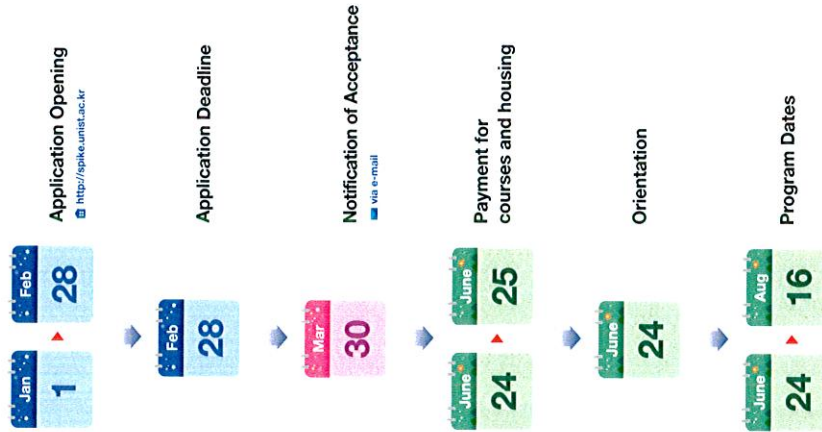 Jan
1
Feb
28
Application Opening
http://spike.unist.ac.kr
Feb
28
Application Deadline
Mar
30
Notification of Acceptance
via e-mail
June
24
June
25
Payment for
courses and housing
June
24
Orientation
June
24
Aug
16
Program Dates